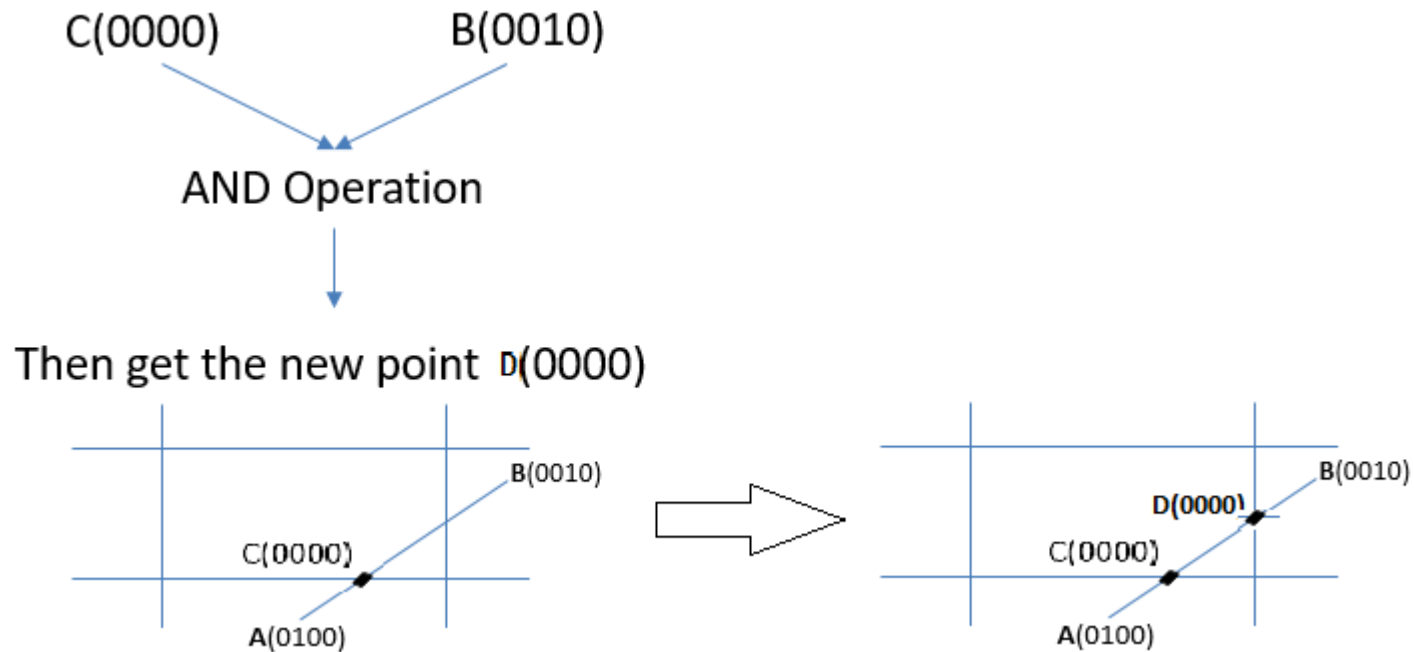 C(0000) B(0010)
AND Operation
Then get the new point D(0000)
B(0010)
C(0000)
A(0100)
B(0010)
D(0000)
C(0000)
A(0100)